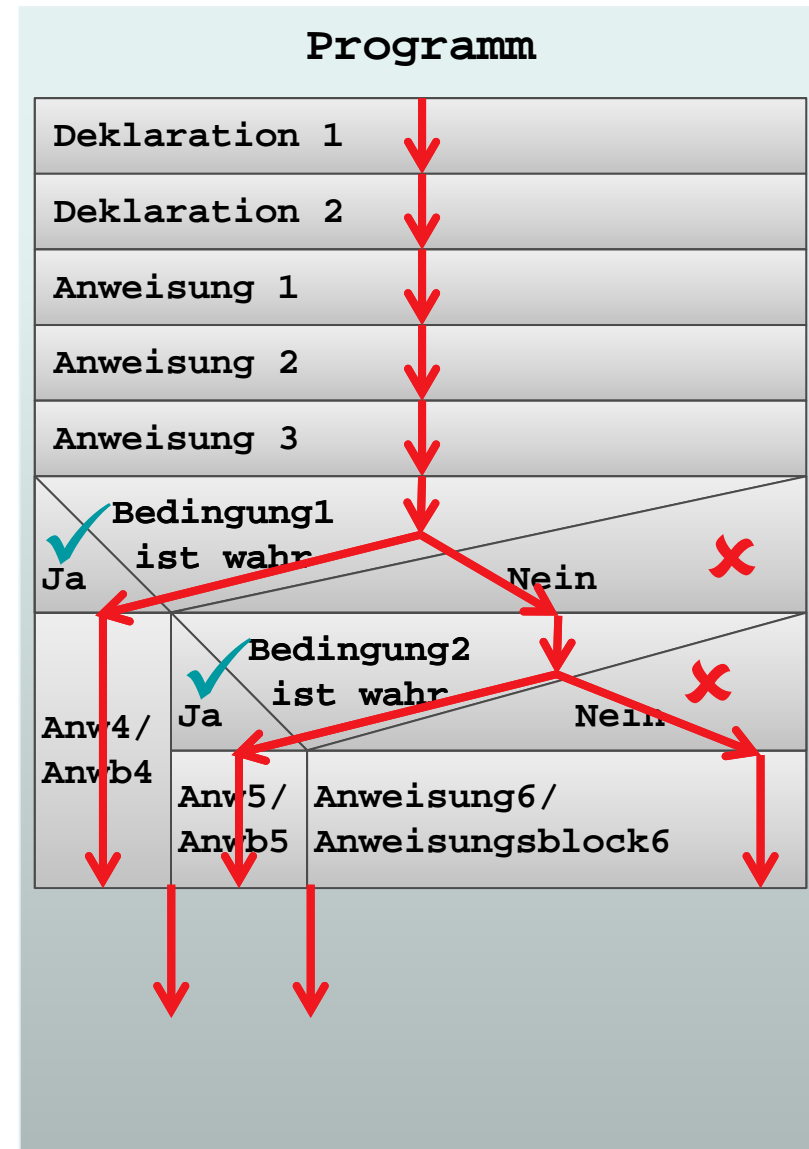 Programm
Deklaration 1
Deklaration 2
Anweisung 1
Anweisung 2
Anweisung 3
Bedingung1
ist wahr
Ja
Nein
Bedingung2
ist wahr
Ja
Nein
Anw4/
Anwb4
Anw5/
Anwb5
Anweisung6/
Anweisungsblock6